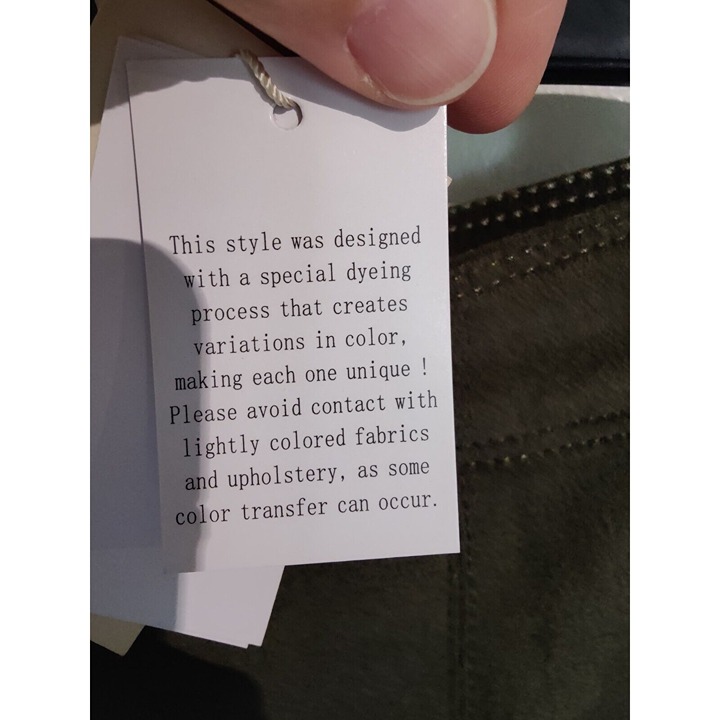 This style was designed
with a special dyeing
process that creates
variations in color,
making each one unique !
Please avoid contact with
lightly colored fabrics
and upholstery, as some
color transfer can occur.